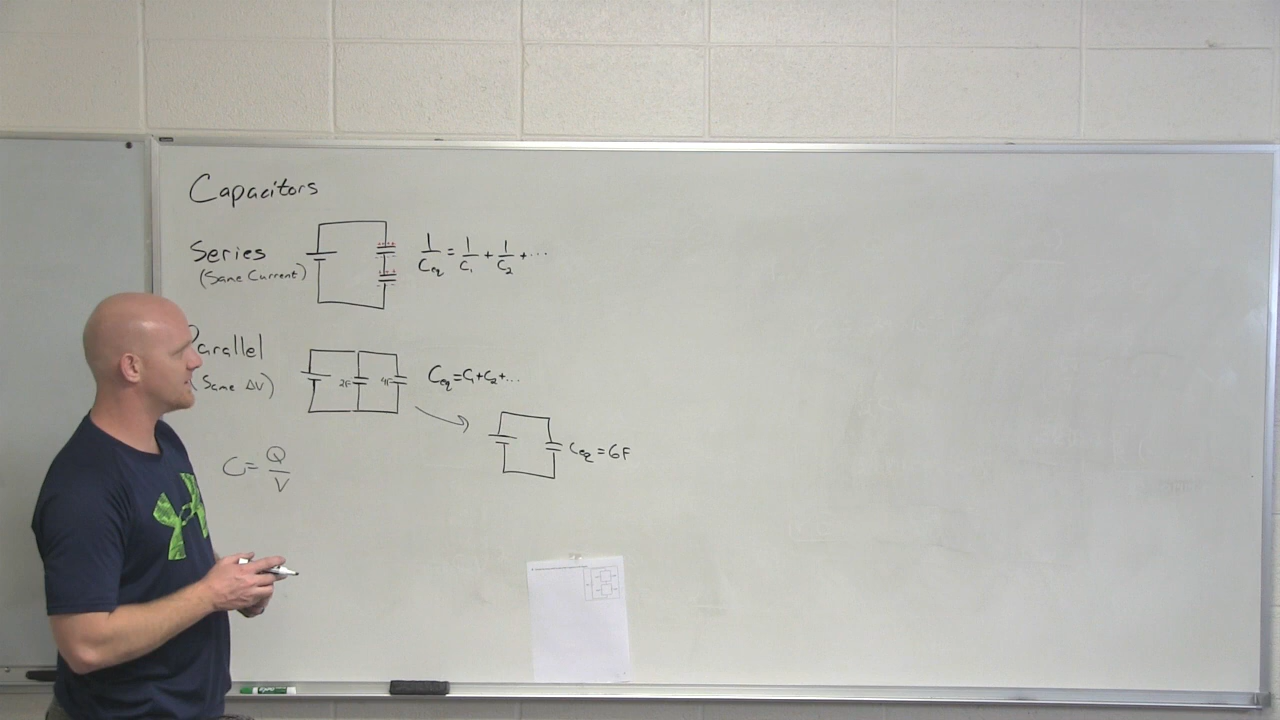 Capacitors
Series
(Same Current)
1/Ceq = 1/C1 + 1/C2 + ...
Parallel
(Same ΔV)
2F 4F
Ceq = C1 + C2 + ...
Ceq = 6F
C = Q/V